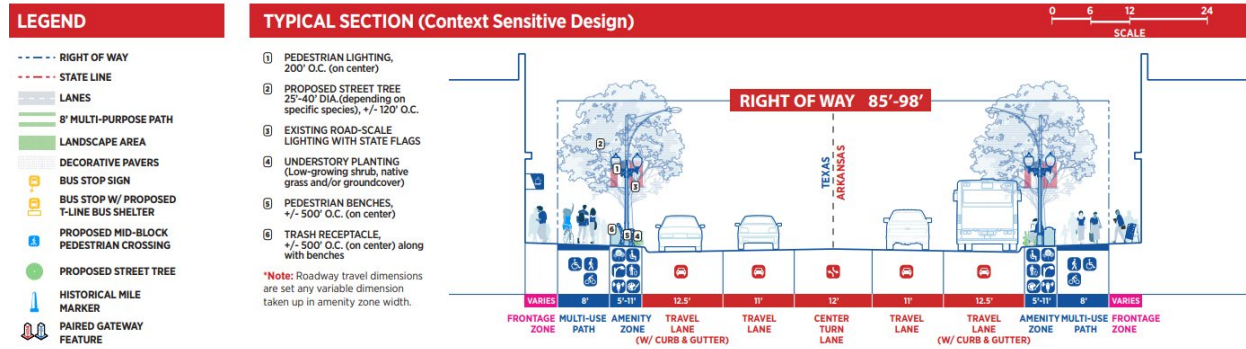 LEGEND
RIGHT OF WAY
STATE LINE
LANES
8' MULTI-PURPOSE PATH
LANDSCAPE AREA
DECORATIVE PAVERS
BUS STOP SIGN
BUS STOP W/ PROPOSED
T-LINE BUS SHELTER
PROPOSED MID-BLOCK
PEDESTRIAN CROSSING
PROPOSED STREET TREE
HISTORICAL MILE
MARKER
PAIRED GATEWAY
FEATURE
TYPICAL SECTION (Context Sensitive Design)
0 6 12 24
SCALE
1 PEDESTRIAN LIGHTING,
200' O.C. (on center)
2 PROPOSED STREET TREE
25'-40' DIA.(depending on
specific species), +/- 120' O.C.
3 EXISTING ROAD-SCALE
LIGHTING WITH STATE FLAGS
4 UNDERSTORY PLANTING
(Low-growing shrub, native
grass and/or groundcover)
5 PEDESTRIAN BENCHES,
+/- 500' O.C. (on center)
6 TRASH RECEPTACLE,
+/- 500' O.C. (on center) along
with benches
*Note: Roadway travel dimensions
are set any variable dimension
taken up in amenity zone width.
RIGHT OF WAY 85'-98'
TEXAS
ARKANSAS
2
1
3
6
5
4
VARIES 8' 5'-11' 12.5' 11' 12' 11' 12.5' 5'-11' 8' VARIES
FRONTAGE ZONE
MULTI-USE PATH
AMENITY ZONE
TRAVEL LANE
(W/ CURB & GUTTER)
TRAVEL LANE
CENTER TURN LANE
TRAVEL LANE
TRAVEL LANE
(W/ CURB & GUTTER)
AMENITY ZONE
MULTI-USE PATH
FRONTAGE ZONE